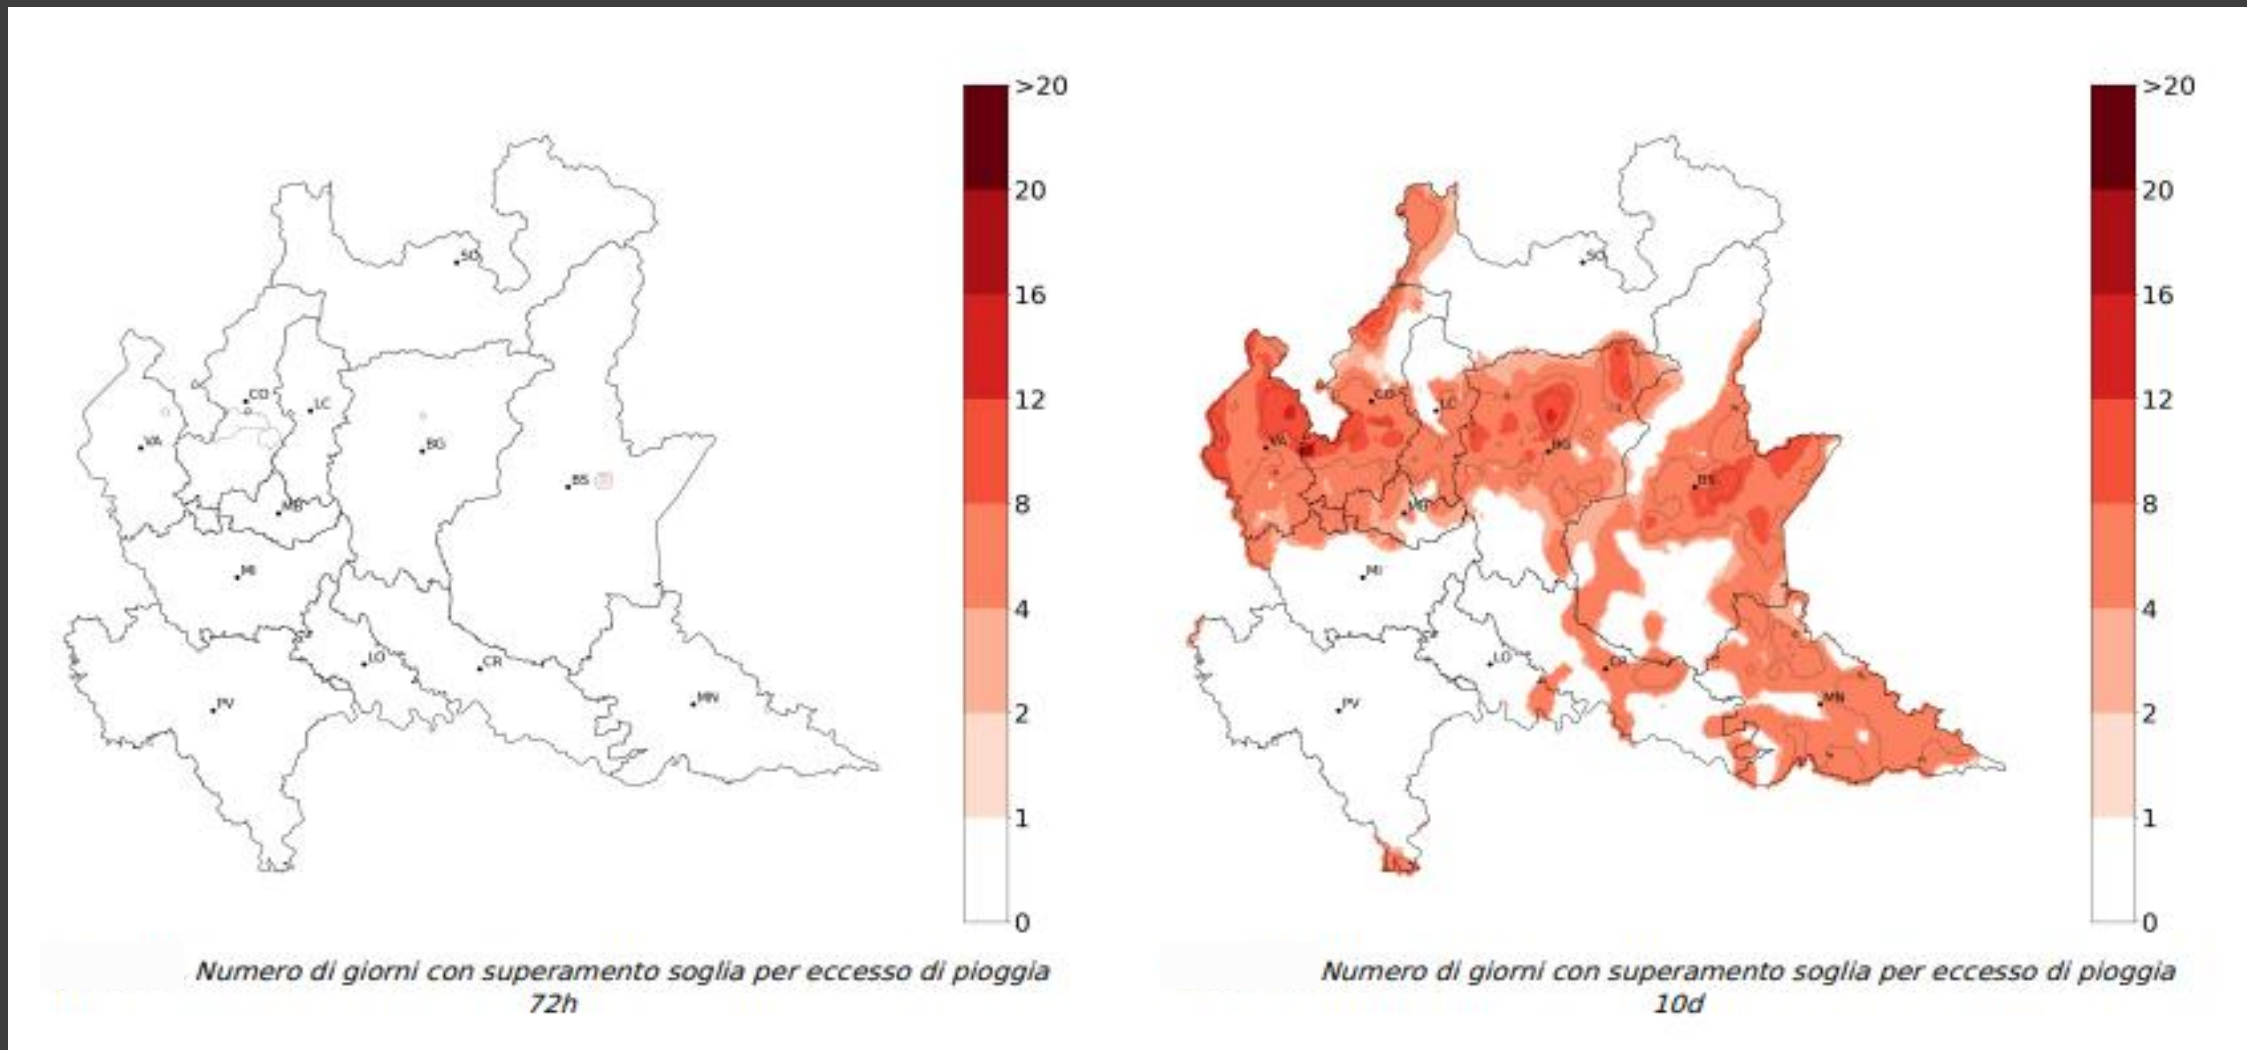 >20
20
16
12
8
4
2
1
0
SO
CO
LC
VA
BG
BS
MB
MI
LO
CR
PV
MN
Numero di giorni con superamento soglia per eccesso di pioggia
72h
>20
20
16
12
8
4
2
1
0
SO
CO
LC
VA
BG
BS
MB
MI
LO
CR
PV
MN
Numero di giorni con superamento soglia per eccesso di pioggia
10d